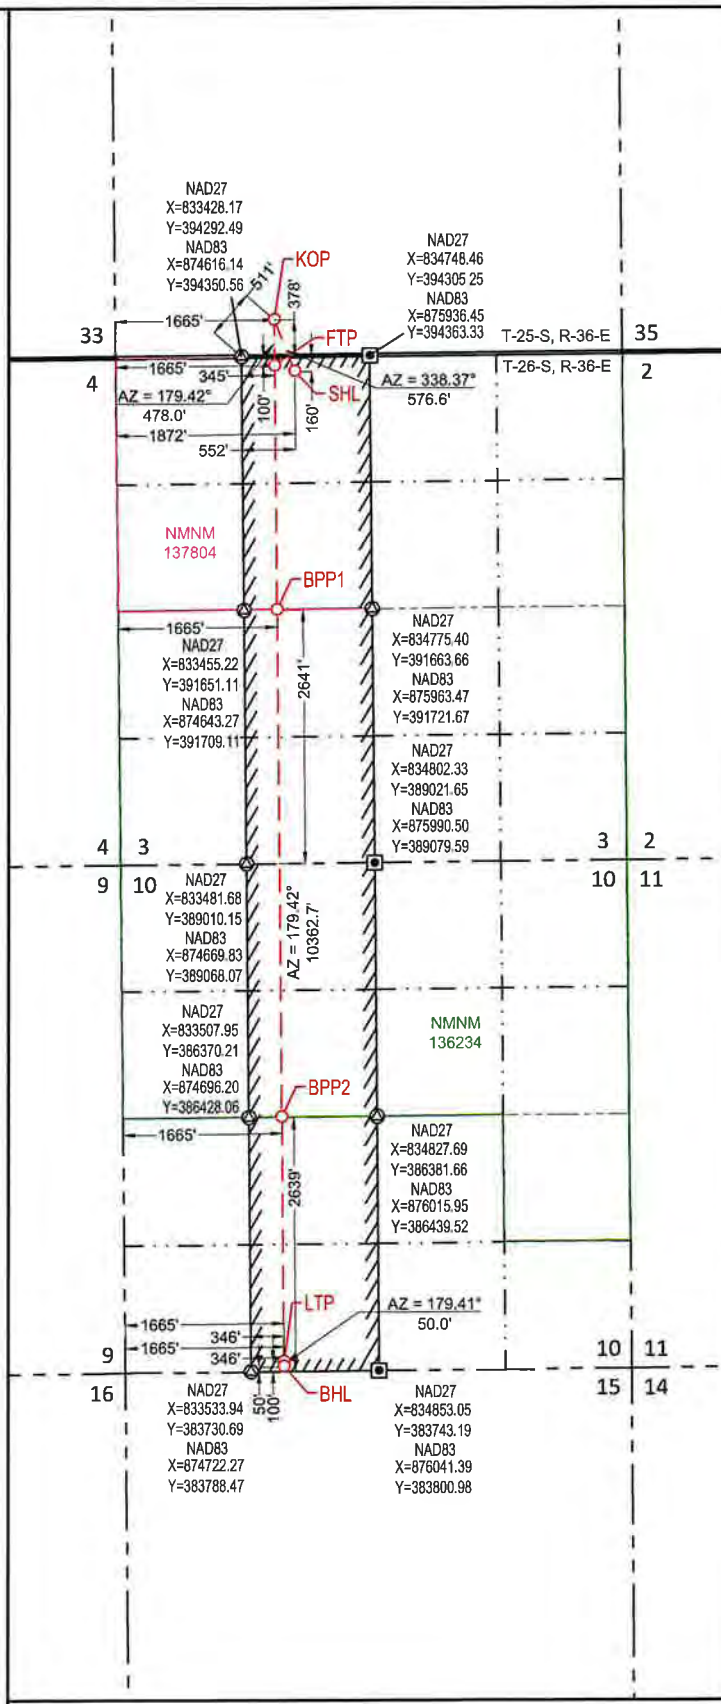 NAD27
X=833428.17
Y=394292.49
NAD83
X=874616.14
Y=394350.56
NAD27
X=834748.46
Y=394305 25
NAD83
X=875936.45
Y=394363.33
KOP
511'
378'
1665'
FTP
33
35
T-25-S, R-36-E
T-26-S, R-36-E
4
2
1665'
345'
100'
SHL
160'
AZ = 179.42°
478.0'
AZ = 338.37°
576.6'
1872'
552'
NMNM
137804
BPP1
1665'
NAD27
X=833455.22
Y=391651.11
NAD83
X=874643.27
Y=391709.11
2641'
NAD27
X=834775.40
Y=391663.66
NAD83
X=875963.47
Y=391721.67
NAD27
X=834802.33
Y=389021.65
NAD83
X=875990.50
Y=389079.59
4 3
3 2
9 10
10 11
NAD27
X=833481.68
Y=389010.15
NAD83
X=874669.83
Y=389068.07
AZ = 179.42°
10362.7'
NAD27
X=833507.95
Y=386370.21
NAD83
X=874696.20
Y=386428.06
NMNM
136234
BPP2
1665'
2639'
NAD27
X=834827.69
Y=386381.66
NAD83
X=876015.95
Y=386439.52
LTP
AZ = 179.41°
50.0'
1665'
346'
1665'
346'
9
10 11
16
15 14
50'
100'
BHL
NAD27
X=833533.94
Y=383730.69
NAD83
X=874722.27
Y=383788.47
NAD27
X=834853.05
Y=383743.19
NAD83
X=876041.39
Y=383800.98